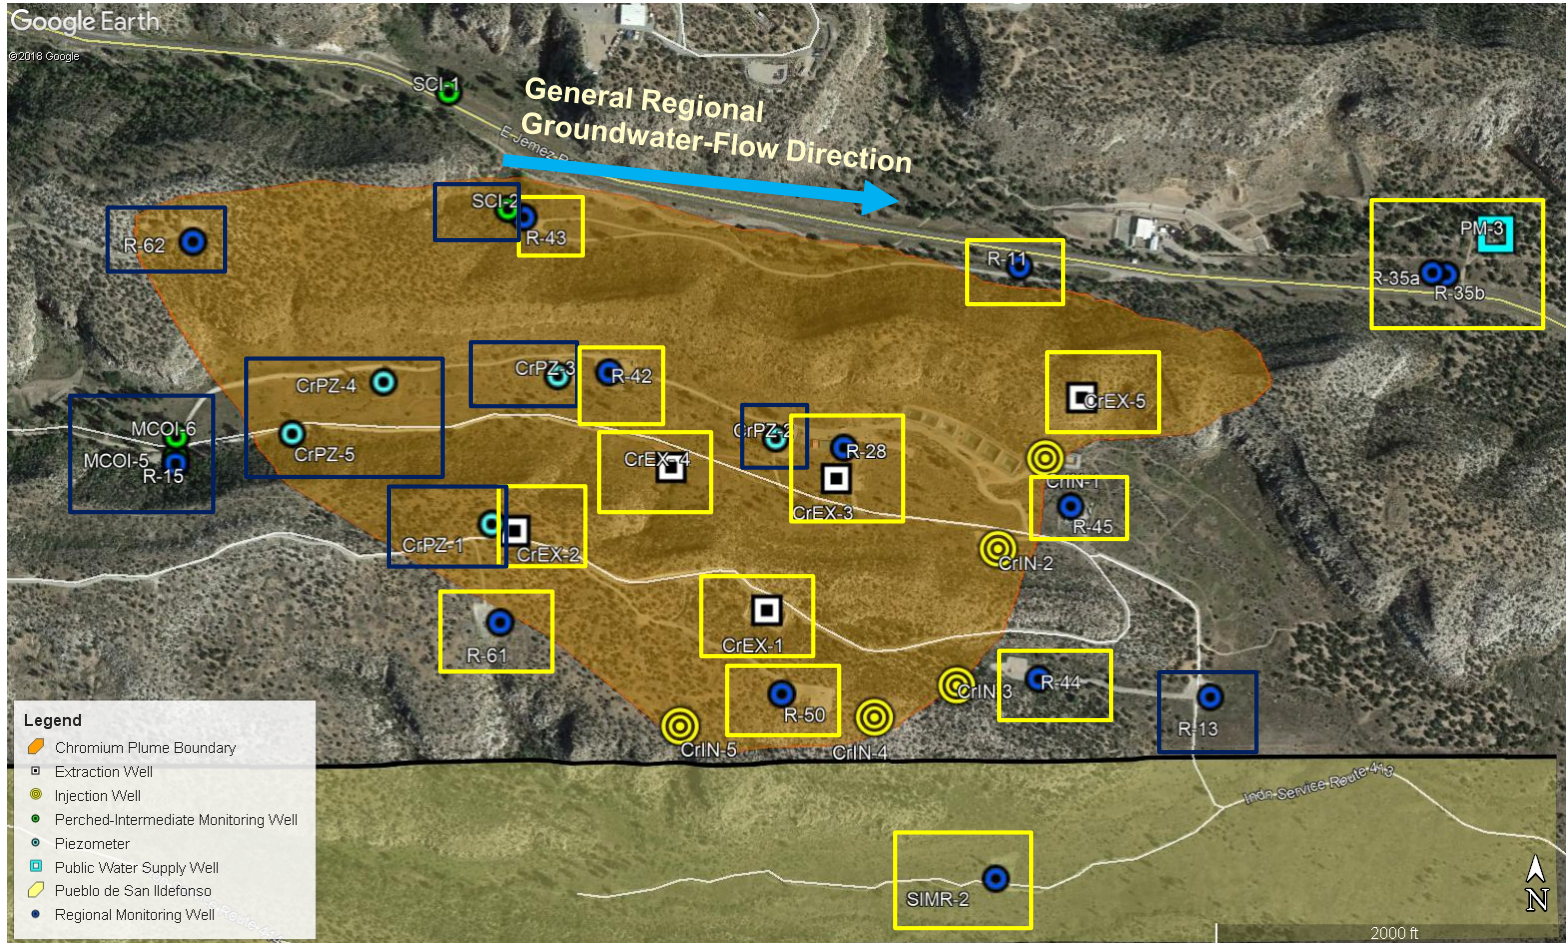 Google Earth
©2018 Google
SCI-1
General Regional
Groundwater-Flow Direction
E Jemez R
SCI-2
R-43
R-62
R-11
PM-3
R-35a
R-35b
CrPZ-4
CrPZ-3
R-42
CrEX-5
MCOI-6
CrPZ-5
MCOI-5
R-15
CrPZ-2
R-28
CrEX-4
CrEX-3
CrIN-1
R-45
CrPZ-1
CrEX-2
CrIN-2
R-61
CrEX-1
CrIN-3
R-44
R-50
R-13
CrIN-5
CrIN-4
Indn Service Route 413
SIMR-2
Legend
Chromium Plume Boundary
Extraction Well
Injection Well
Perched-Intermediate Monitoring Well
Piezometer
Public Water Supply Well
Pueblo de San Ildefonso
Regional Monitoring Well
N
2000 ft